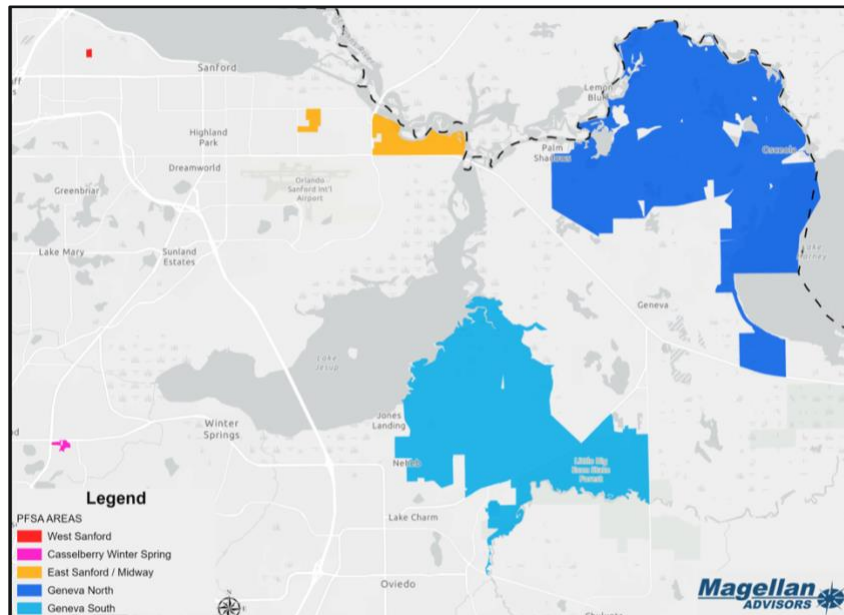 Sanford
Lemon
Bluff
Highland
Park
Palm
Shadows
Osceola
Dreamworld
Orlando
Sanford Int'l
Airport
Greenbriar
Lake Mary
Sunland
Estates
Lake
Harney
Geneva
Lake
Jesup
Jones
Landing
Winter
Springs
Little Big
Econ State
Forest
Lake Charm
Oviedo
Legend
PFSA AREAS
West Sanford
Casselberry Winter Spring
East Sanford / Midway
Geneva North
Geneva South
Magellan
ADVISORS